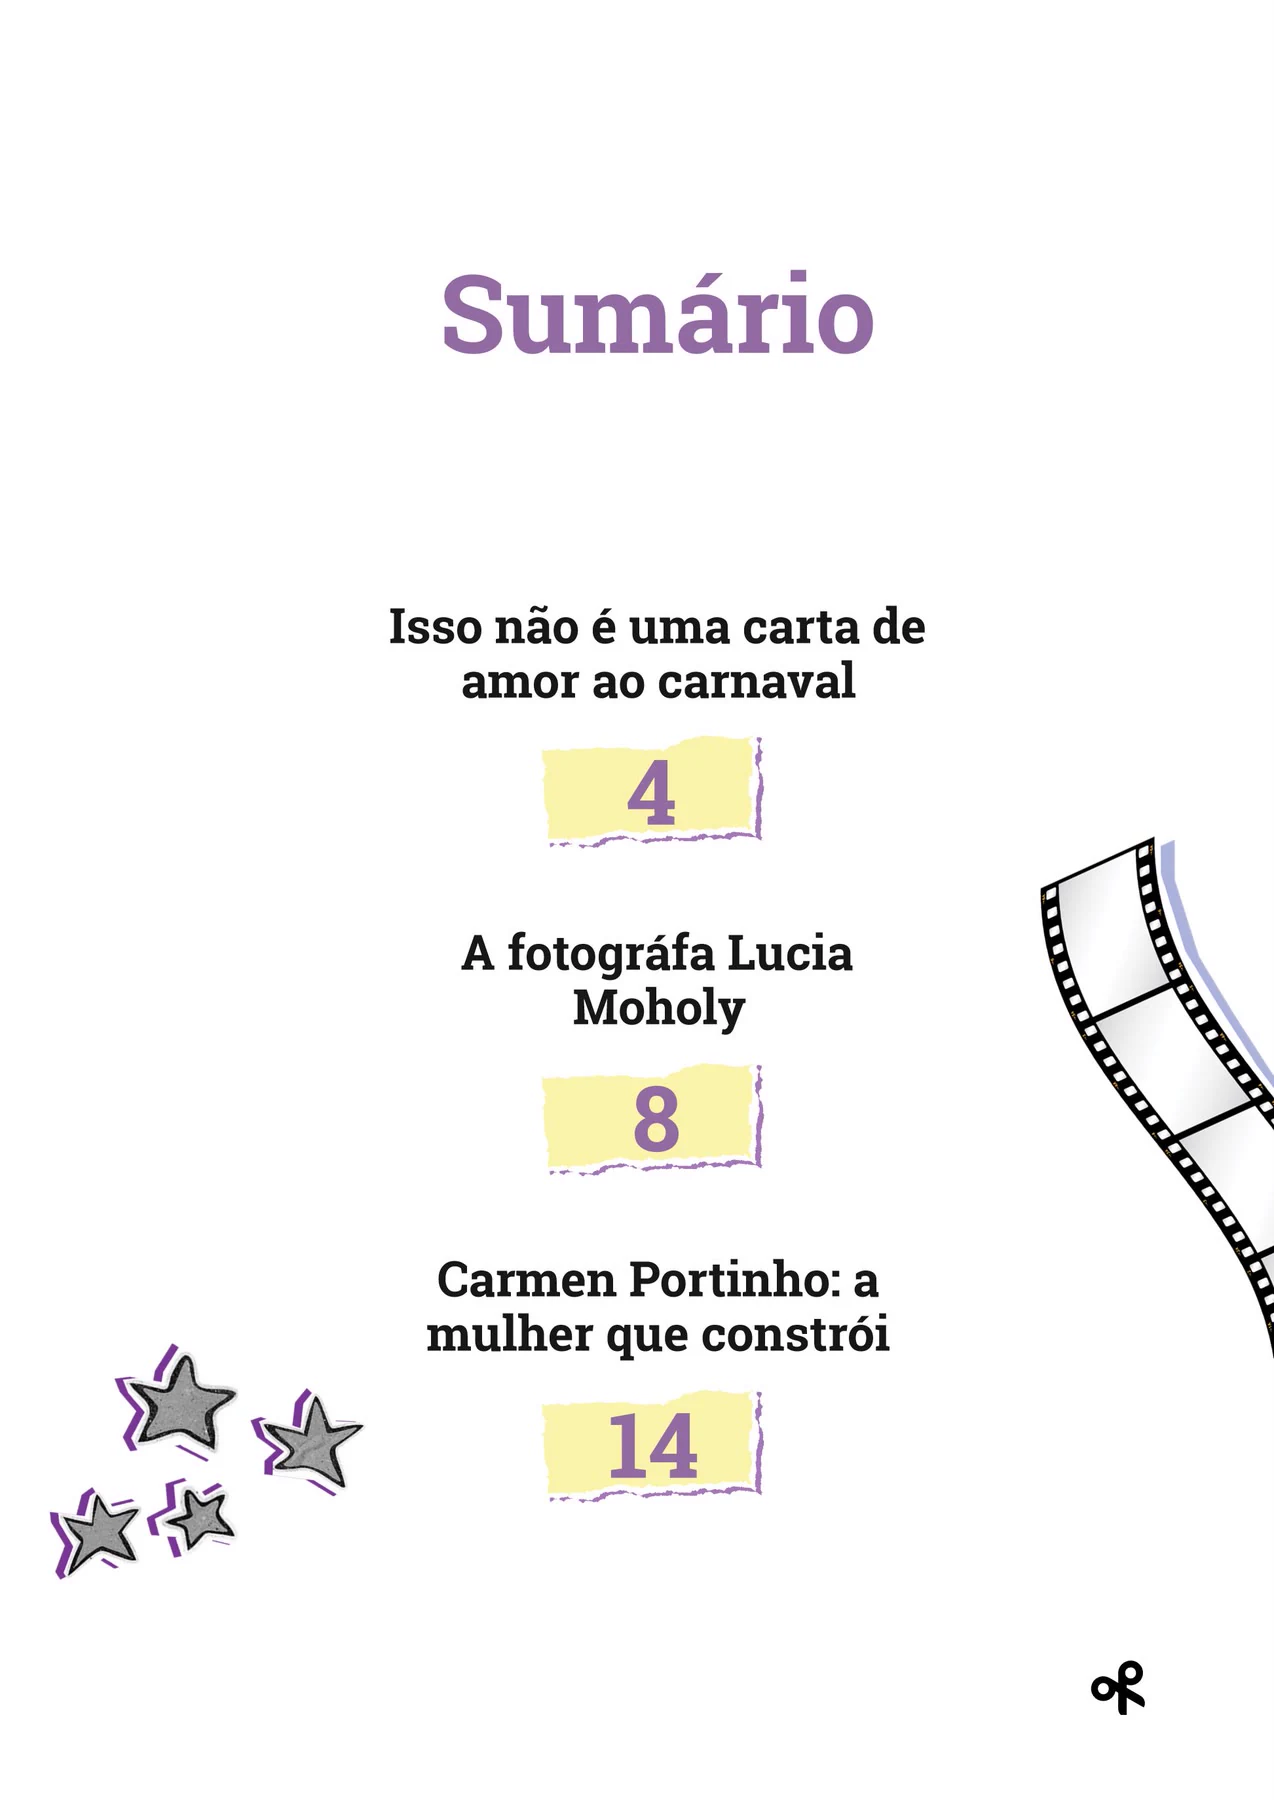 Sumário
Isso não é uma carta de
amor ao carnaval
4
A fotográfa Lucia
Moholy
8
Carmen Portinho: a
mulher que constrói
14